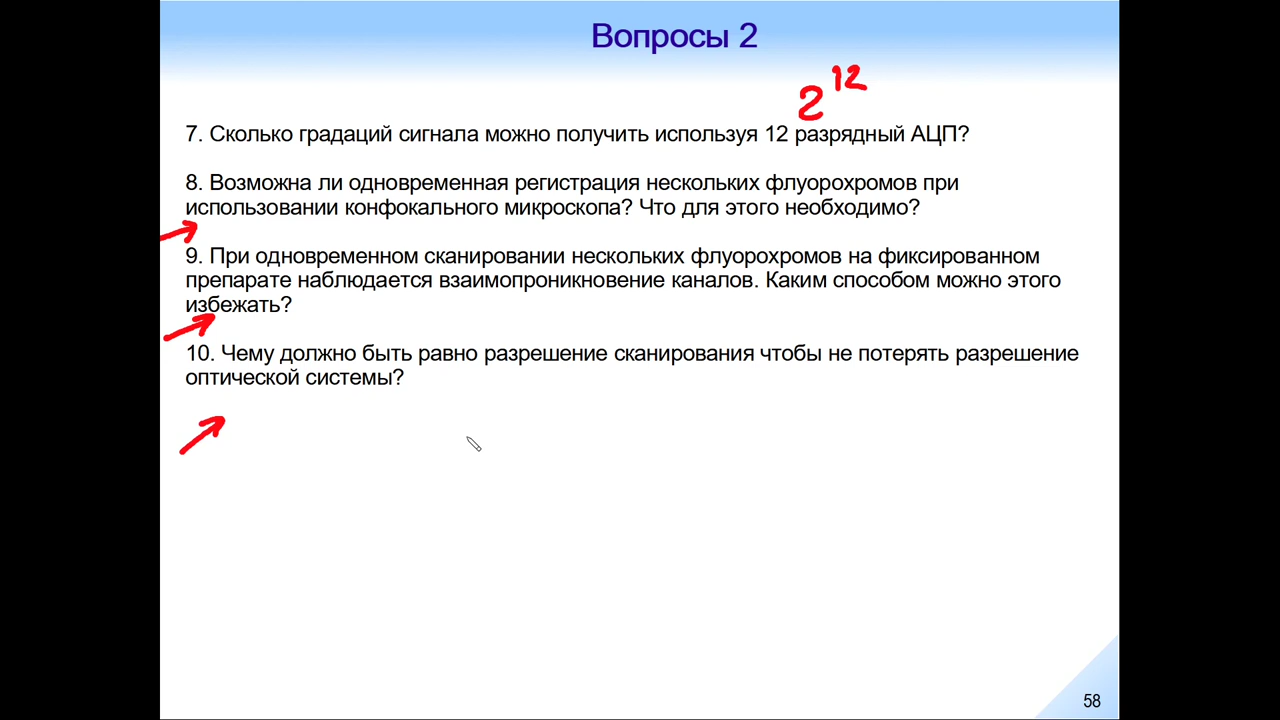 Вопросы 2
2^12
7. Сколько градаций сигнала можно получить используя 12 разрядный АЦП?
8. Возможна ли одновременная регистрация нескольких флуорохромов при
использовании конфокального микроскопа? Что для этого необходимо?
9. При одновременном сканировании нескольких флуорохромов на фиксированном
препарате наблюдается взаимопроникновение каналов. Каким способом можно этого
избежать?
10. Чему должно быть равно разрешение сканирования чтобы не потерять разрешение
оптической системы?
58